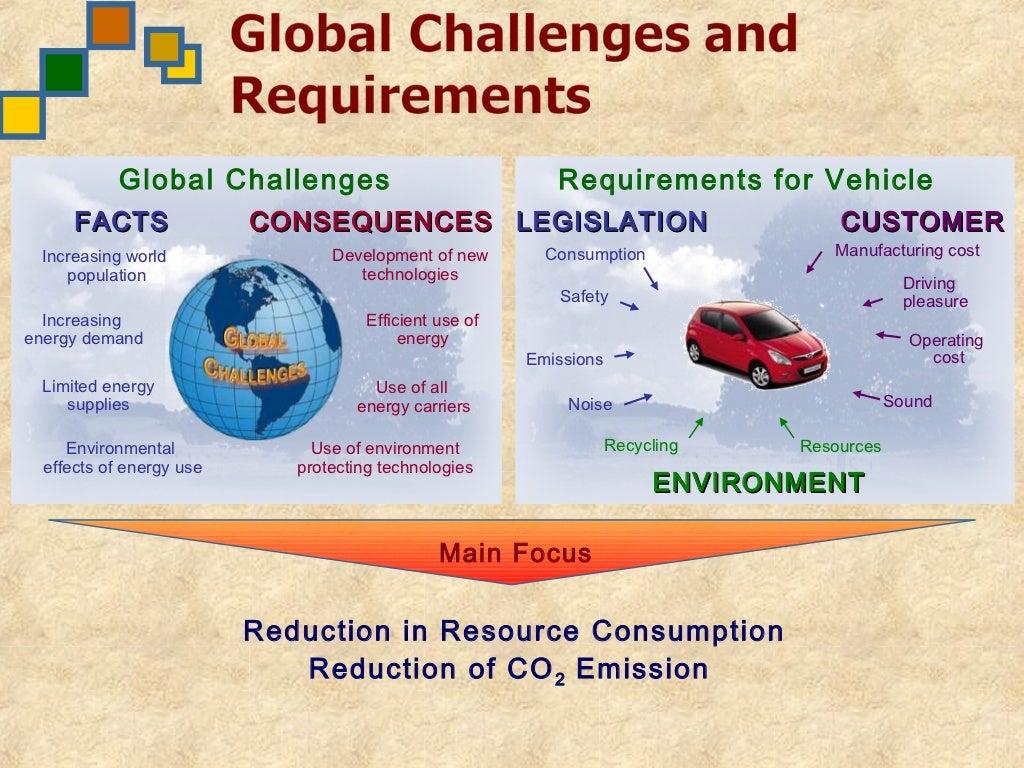 Global Challenges and
Requirements
Global Challenges
FACTS
CONSEQUENCES
Increasing world
population
Increasing
energy demand
Limited energy
supplies
Environmental
effects of energy use
GLOBAL
CHALLENGES
Development of new
technologies
Efficient use of
energy
Use of all
energy carriers
Use of environment
protecting technologies
Requirements for Vehicle
LEGISLATION
CUSTOMER
Consumption
Safety
Emissions
Noise
Manufacturing cost
Driving
pleasure
Operating
cost
Sound
Recycling
Resources
ENVIRONMENT
Main Focus
Reduction in Resource Consumption
Reduction of CO₂ Emission